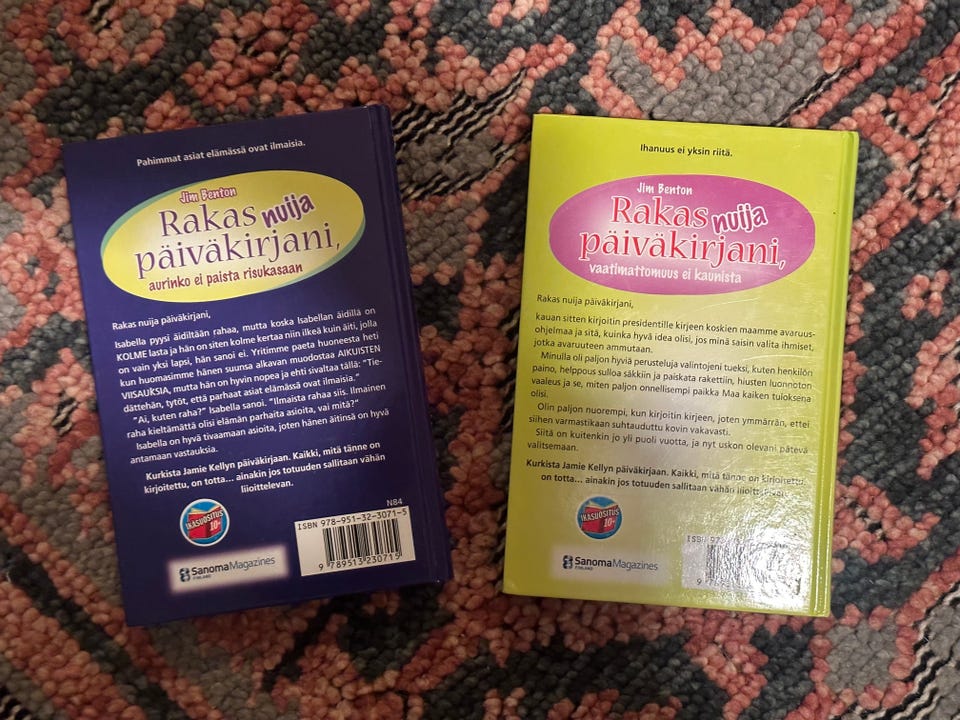 Pahimmat asiat elämässä ovat ilmaisia.
Jim Benton
Rakas nuija
päiväkirjani,
aurinko ei paista risukasaan
Rakas nuija päiväkirjani,
Isabella pyysi äidiltään rahaa, mutta koska Isabellan äidillä on
KOLME lasta ja hän on siten kolme kertaa niin ilkeä kuin äiti, jolla
on vain yksi lapsi, hän sanoi ei. Yritimme paeta huoneesta heti
kun huomasimme hänen suunsa alkavan muodostaa AIKUISTEN
VIISAUKSIA, mutta hän on hyvin nopea ja ehti sivaltaa tällä: "Tie-
dättehän, tytöt, että parhaat asiat elämässä ovat ilmaisia."
"Ai, kuten raha?" Isabella sanoi. "Ilmaista rahaa siis. Ilmainen
raha kieltämättä olisi elämän parhaita asioita, vai mitä?"
Isabella on hyvä tivaamaan asioita, joten hänen äitinsä on hyvä
antamaan vastauksia.
Kurkista Jamie Kellyn päiväkirjaan. Kaikki, mitä tänne on
kirjoitettu, on totta... ainakin jos totuuden sallitaan vähän
liioittelevan.
N84
IKÄSUOSITUS
10-
ISBN 978-951-32-3071-5
9 789513 230715
SanomaMagazines
FINLAND
Ihanuus ei yksin riitä.
Jim Benton
Rakas nuija
päiväkirjani,
vaatimattomuus ei kaunista
Rakas nuija päiväkirjani,
kauan sitten kirjoitin presidentille kirjeen koskien maamme avaruus-
ohjelmaa ja sitä, kuinka hyvä idea olisi, jos minä saisin valita ihmiset,
jotka avaruuteen ammutaan.
Minulla oli paljon hyviä perusteluja valintojeni tueksi, kuten henkilön
paino, helppous sulloa säkkiin ja paiskata rakettiin, hiusten luonnoton
vaaleus ja se, miten paljon onnellisempi paikka Maa kaiken tuloksena
olisi.
Olin paljon nuorempi, kun kirjoitin kirjeen, joten ymmärrän, ettei
siihen varmastikaan suhtauduttu kovin vakavasti.
Siitä on kuitenkin jo yli puoli vuotta, ja nyt uskon olevani pätevä
valitsemaan.
Kurkista Jamie Kellyn päiväkirjaan. Kaikki, mitä tänne on kirjoitettu,
on totta... ainakin jos totuuden sallitaan vähän liioittelevan.
IKÄSUOSITUS
10-
ISBN
SanomaMagazines
FINLAND